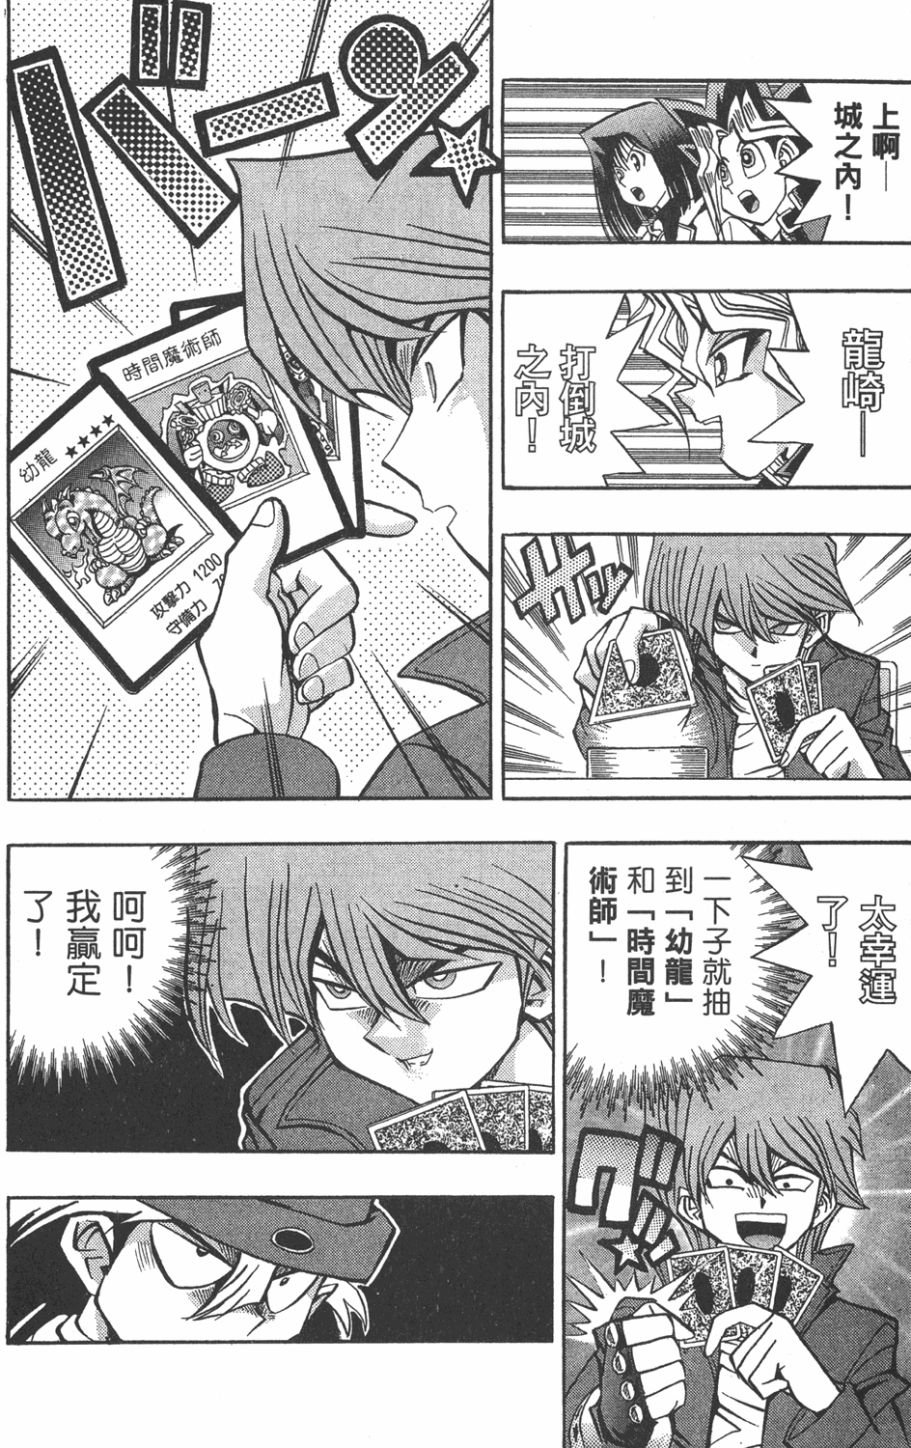 上啊—
城之內！
龍崎—
打倒城
之內！
ガッ
バーン
時間魔術師
幼龍
★★★★
攻擊力 1200
守備力
太幸運
了！
一下子就抽
到「幼龍」
和「時間魔
術師」！
グッ
呵呵！
我贏定
了！